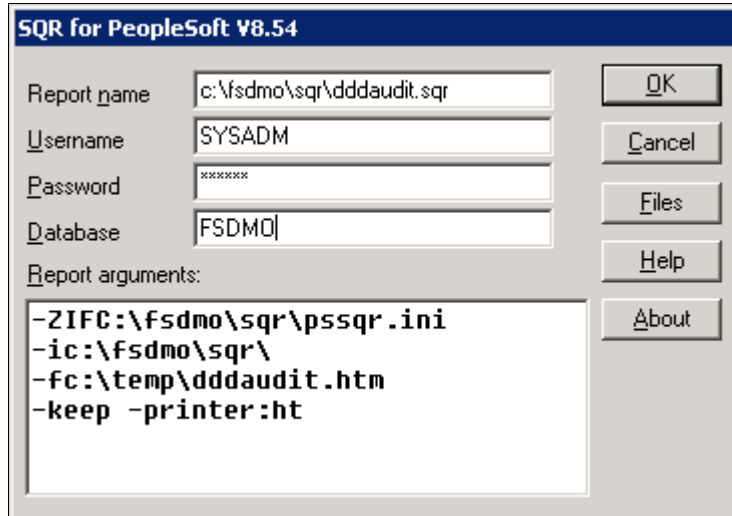 SQR for PeopleSoft V8.54
Report name c:\fsdmo\sqr\dddaudit.sqr OK
Username SYSADM Cancel
Password xxxxxx
Files
Database FSDMO
Help
Report arguments:
About
-ZIFC:\fsdmo\sqr\pssqr.ini
-ic:\fsdmo\sqr\
-fc:\temp\dddaudit.htm
-keep -printer:ht